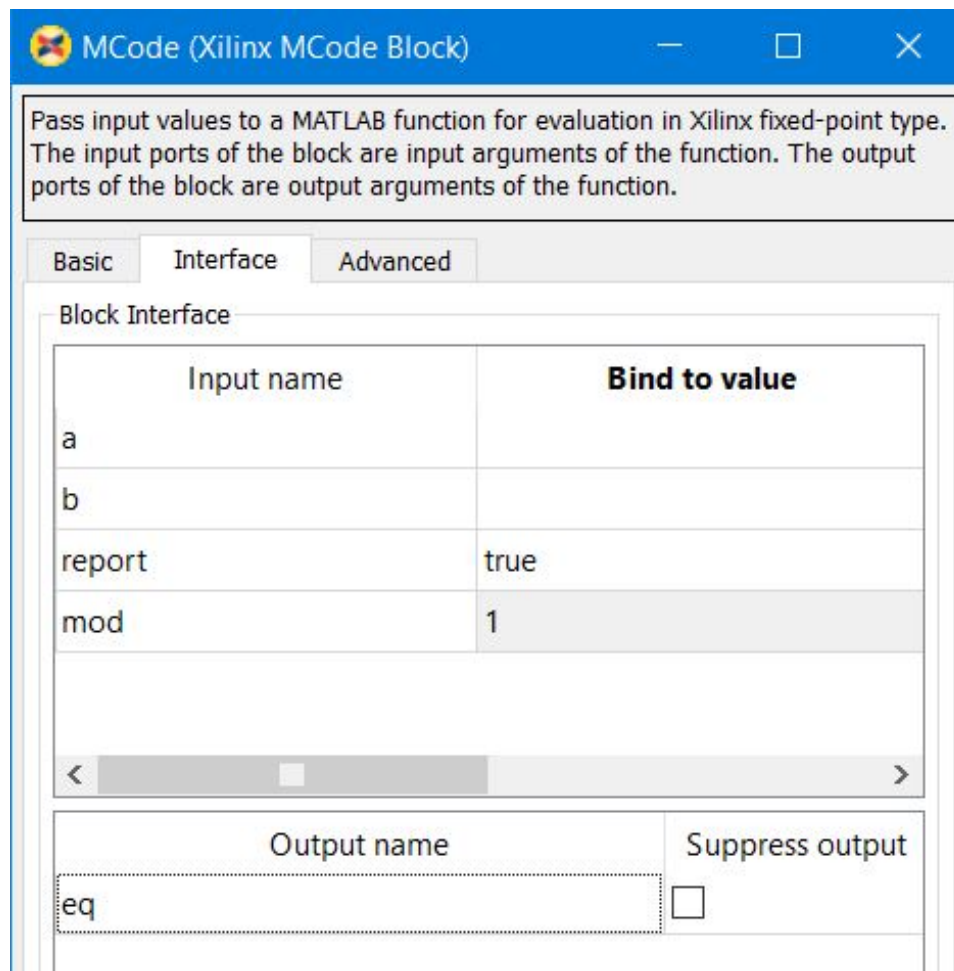 MCode (Xilinx MCode Block)
Pass input values to a MATLAB function for evaluation in Xilinx fixed-point type.
The input ports of the block are input arguments of the function. The output
ports of the block are output arguments of the function.
Basic Interface Advanced
Block Interface
Input name Bind to value
a
b
report true
mod 1
Output name Suppress output
eq